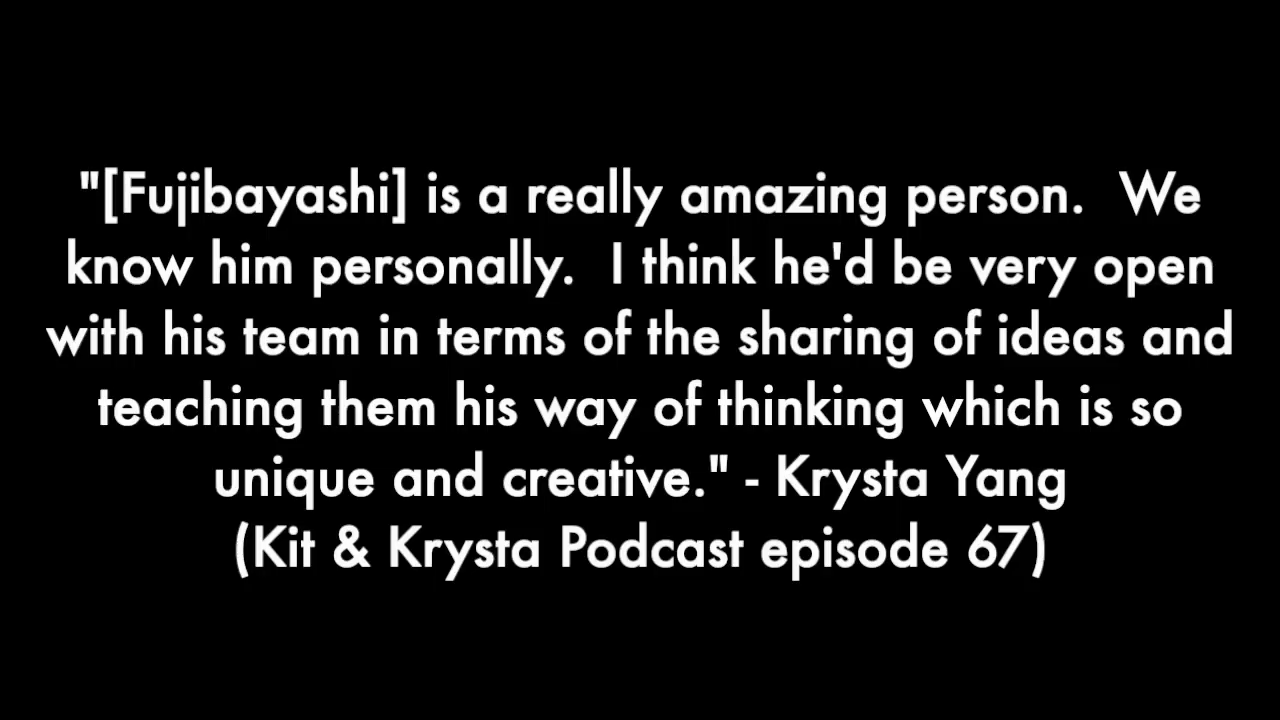 "[Fujibayashi] is a really amazing person.  We
know him personally.  I think he'd be very open
with his team in terms of the sharing of ideas and
teaching them his way of thinking which is so
unique and creative." - Krysta Yang
(Kit & Krysta Podcast episode 67)